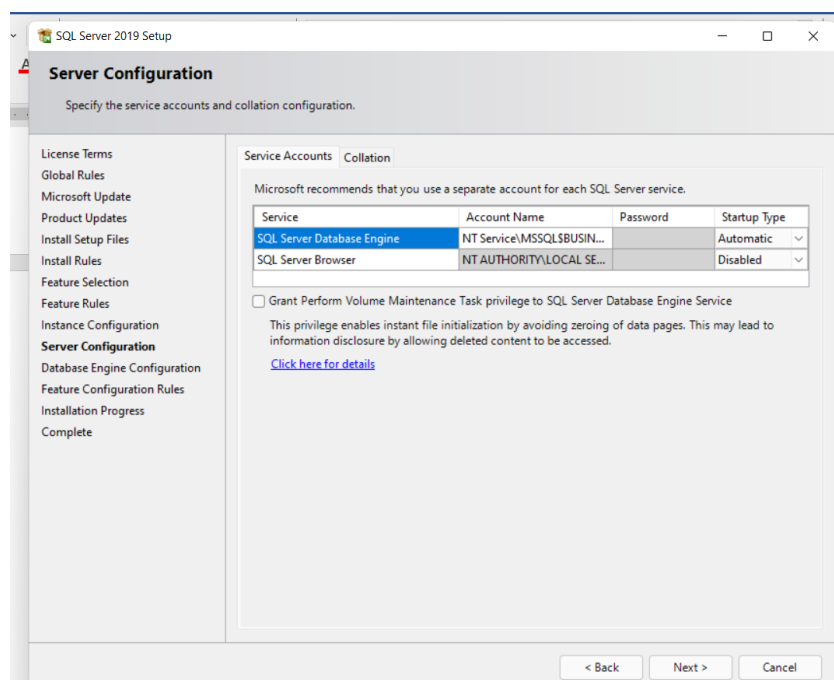 SQL Server 2019 Setup
Server Configuration
Specify the service accounts and collation configuration.
License Terms
Global Rules
Microsoft Update
Product Updates
Install Setup Files
Install Rules
Feature Selection
Feature Rules
Instance Configuration
Server Configuration
Database Engine Configuration
Feature Configuration Rules
Installation Progress
Complete
Service Accounts Collation
Microsoft recommends that you use a separate account for each SQL Server service.
Service Account Name Password Startup Type
SQL Server Database Engine NT Service\MSSQL$BUSIN... Automatic
SQL Server Browser NT AUTHORITY\LOCAL SE... Disabled
Grant Perform Volume Maintenance Task privilege to SQL Server Database Engine Service
This privilege enables instant file initialization by avoiding zeroing of data pages. This may lead to
information disclosure by allowing deleted content to be accessed.
Click here for details
< Back Next > Cancel